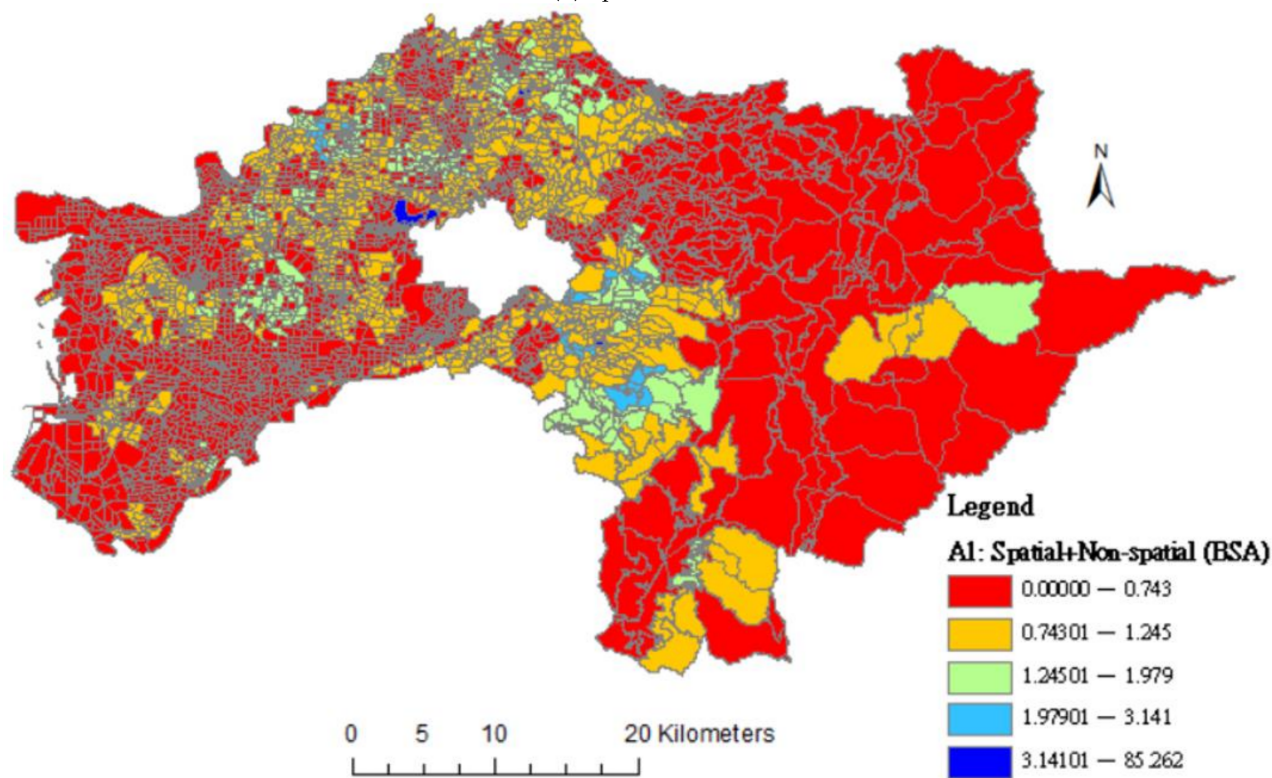 N
Legend
A1: Spatial+Non-spatial (BSA)
0.00000 — 0.743
0.74301 — 1.245
1.24501 — 1.979
1.97901 — 3.141
3.14101 — 85.262
0 5 10 20 Kilometers